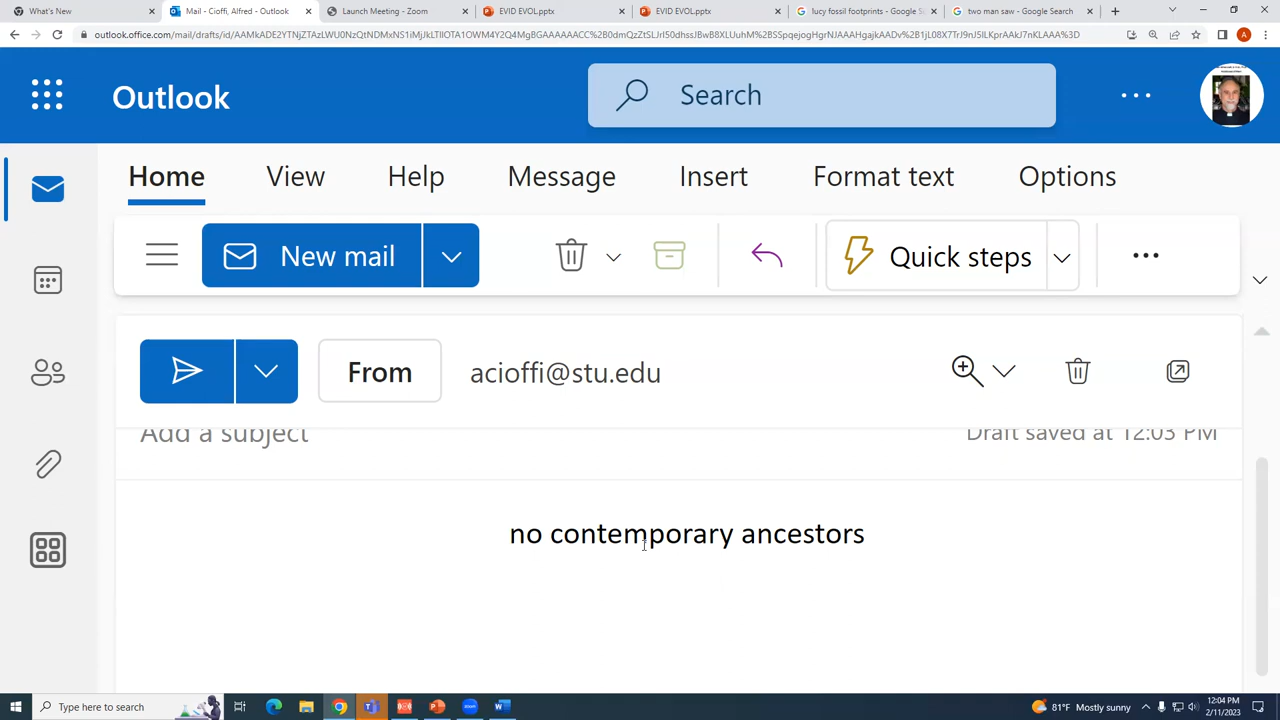 What's New
Mail - Cioffi, Alfred - Outlook
Launch Meeting - Zoom
EVID EVOL.pptx
EVID EVOL.pptx
lucy fossil footprints - Google S
two man saw - Google Search
Outlook
Search
Home View Help Message Insert Format text Options
New mail
Quick steps
From
acioffi@stu.edu
Add a subject
Draft saved at 12:03 PM
no contemporary ancestors
Type here to search
81°F Mostly sunny
12:04 PM
2/11/2023